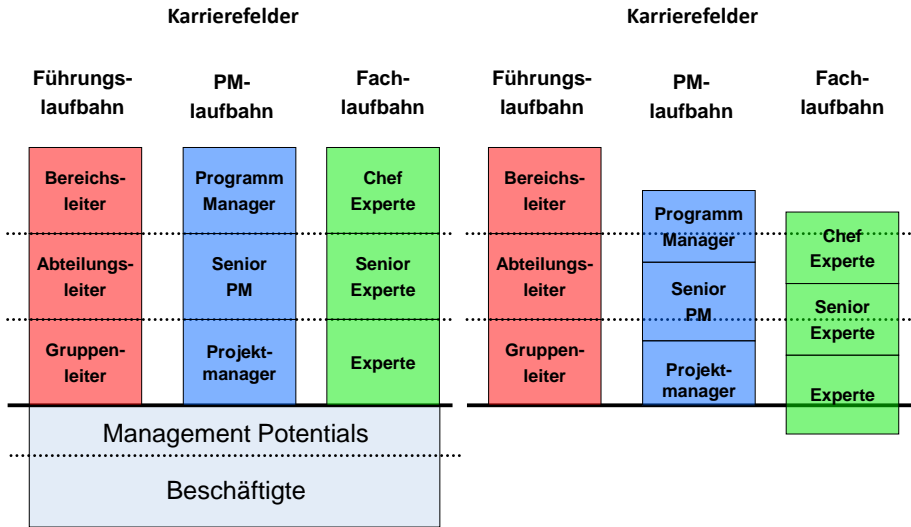 Karrierefelder
Führungs-
laufbahn
PM-
laufbahn
Fach-
laufbahn
Bereichs-
leiter
Programm
Manager
Chef
Experte
Abteilungs-
leiter
Senior
PM
Senior
Experte
Gruppen-
leiter
Projekt-
manager
Experte
Management Potentials
Beschäftigte
Karrierefelder
Führungs-
laufbahn
PM-
laufbahn
Fach-
laufbahn
Bereichs-
leiter
Programm
Manager
Chef
Experte
Abteilungs-
leiter
Senior
PM
Senior
Experte
Gruppen-
leiter
Projekt-
manager
Experte